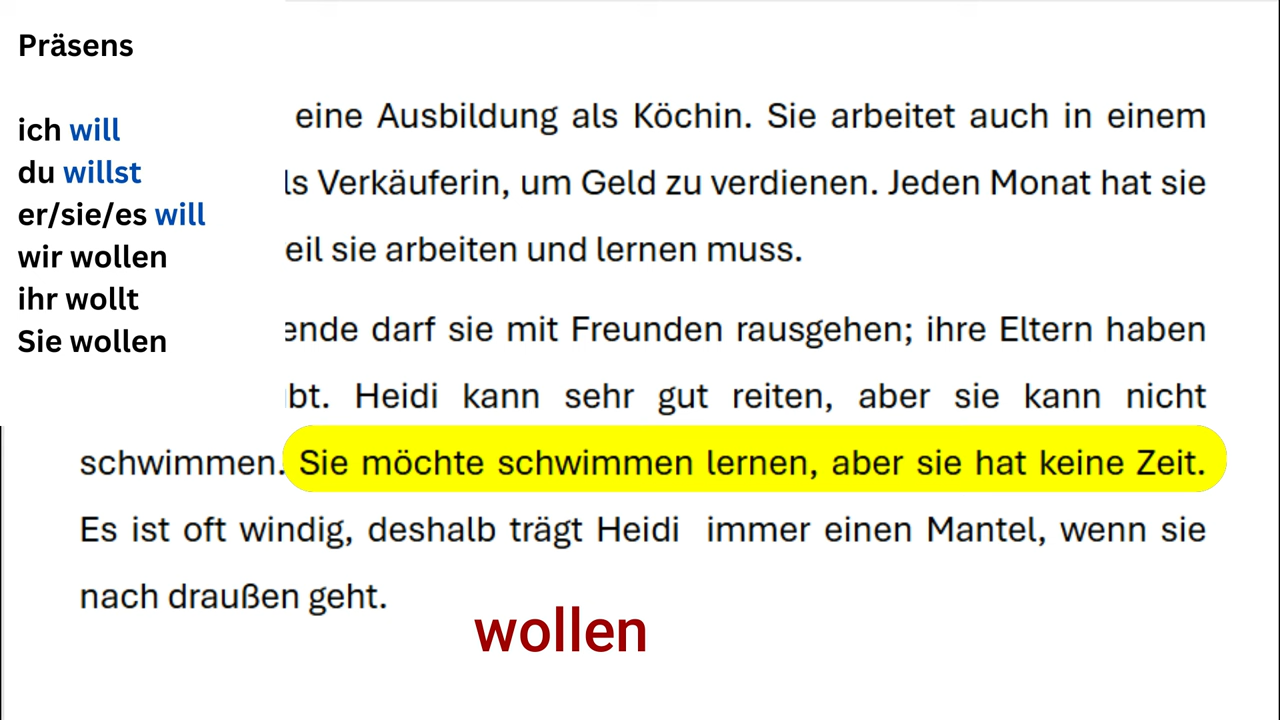 Präsens
ich will
du willst
er/sie/es will
wir wollen
ihr wollt
Sie wollen
eine Ausbildung als Köchin. Sie arbeitet auch in einem
ls Verkäuferin, um Geld zu verdienen. Jeden Monat hat sie
eil sie arbeiten und lernen muss.
ende darf sie mit Freunden rausgehen; ihre Eltern haben
bt. Heidi kann sehr gut reiten, aber sie kann nicht
schwimmen. Sie möchte schwimmen lernen, aber sie hat keine Zeit.
Es ist oft windig, deshalb trägt Heidi immer einen Mantel, wenn sie
nach draußen geht.
wollen